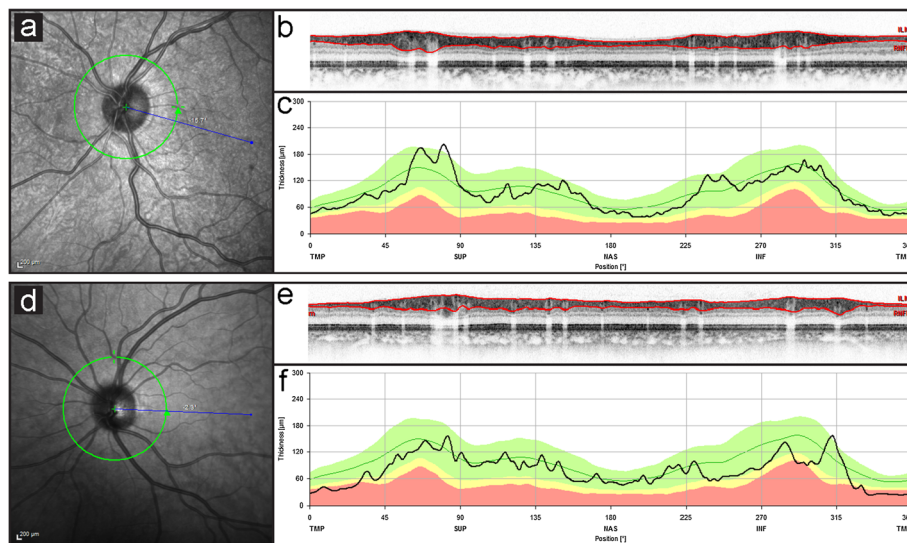 a
200 µm
b
ILM
c
Thickness [µm]
300
240
180
120
60
0
0 45 90 135 180 225 270 315
TMP SUP NAS INF
Position [°]
d
200 µm
e
f
Thickness [µm]
300
240
180
120
60
0
0 45 90 135 180 225 270 315
TMP SUP NAS INF
Position [°]